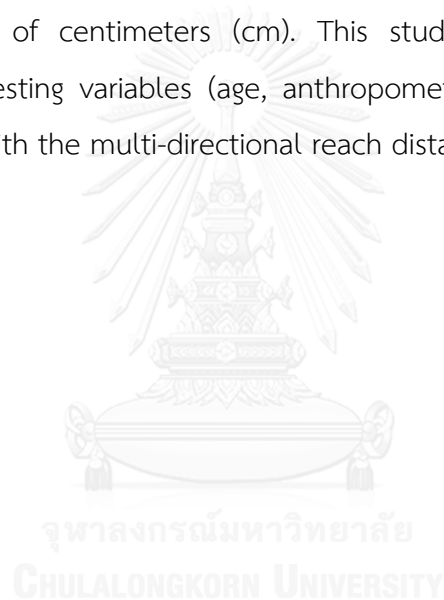 of centimeters (cm). This stud
esting variables (age, anthropomet
th the multi-directional reach dista
จุฬาลงกรณ์มหาวิทยาลัย
CHULALONGKORN UNIVERSITY